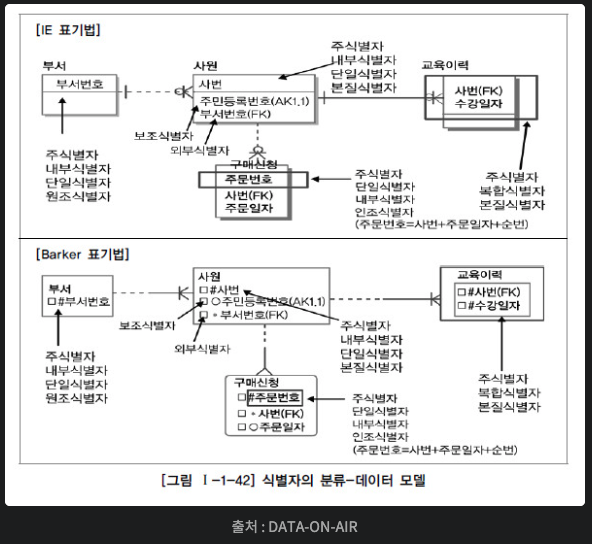 [IE 표기법]
부서
부서번호
주식별자
내부식별자
단일식별자
원조식별자
사원
사번
주민등록번호(AK1.1)
부서번호(FK)
보조식별자
외부식별자
주식별자
내부식별자
단일식별자
본질식별자
교육이력
사번(FK)
수강일자
주식별자
복합식별자
본질식별자
구매신청
주문번호
사번(FK)
주문일자
주식별자
단일식별자
내부식별자
인조식별자
(주문번호=사번+주문일자+순번)
[Barker 표기법]
부서
#부서번호
주식별자
내부식별자
단일식별자
원조식별자
사원
#사번
○주민등록번호(AK1.1)
*부서번호(FK)
보조식별자
외부식별자
주식별자
내부식별자
단일식별자
본질식별자
교육이력
#사번(FK)
#수강일자
주식별자
복합식별자
본질식별자
구매신청
#주문번호
*사번(FK)
○주문일자
주식별자
단일식별자
내부식별자
인조식별자
(주문번호=사번+주문일자+순번)
[그림 Ⅰ-1-42] 식별자의 분류-데이터 모델
출처 : DATA-ON-AIR